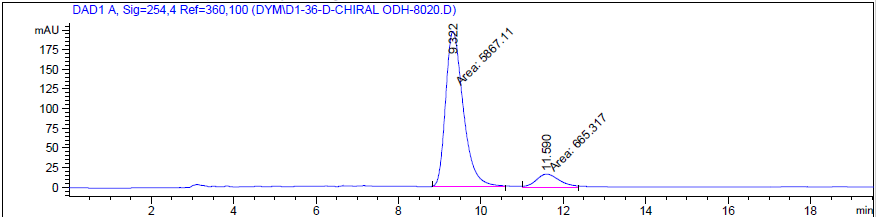 DAD1 A, Sig=254,4 Ref=360,100 (DYM\D1-36-D-CHIRAL ODH-8020.D)
mAU
175
150
125
100
75
50
25
0
9.322
Area: 5867.11
11.590
Area: 665.317
2 4 6 8 10 12 14 16 18 min